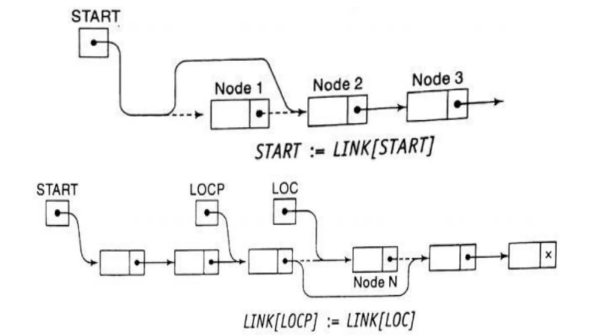 START
Node 1
Node 2
Node 3
START := LINK[START]
START
LOCP
LOC
Node N
x
LINK[LOCP] := LINK[LOC]